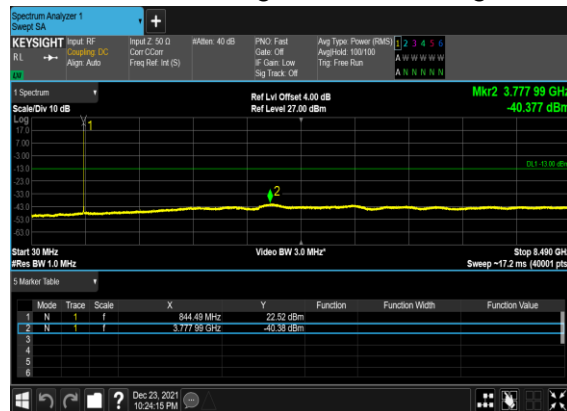 Spectrum Analyzer 1
Swept SA
+
KEYSIGHT Input: RF Input Z: 50 Ω #Atten: 40 dB PNO: Fast Avg Type: Power (RMS) 1 2 3 4 5 6
RL Coupling: DC Corr CCorr Gate: Off Avg|Hold: 100/100 A W W W W W
Align: Auto Freq Ref: Int (S) IF Gain: Low Trig: Free Run
Sig Track: Off A N N N N N
1 Spectrum Ref Lvl Offset 4.00 dB Mkr2 3.777 99 GHz
Scale/Div 10 dB Ref Level 27.00 dBm -40.377 dBm
Log
1
17.0
7.00
-3.00
-13.0 DL1 -13.00 dBm
-23.0
-33.0 2
-43.0
-53.0
-63.0
Start 30 MHz Video BW 3.0 MHz* Stop 8.490 GHz
#Res BW 1.0 MHz Sweep ~17.2 ms (40001 pts)
5 Marker Table
Mode Trace Scale X Y Function Function Width Function Value
1 N 1 f 844.49 MHz 22.52 dBm
2 N 1 f 3.777 99 GHz -40.38 dBm
3
4
5
6
? Dec 23, 2021
10:24:15 PM